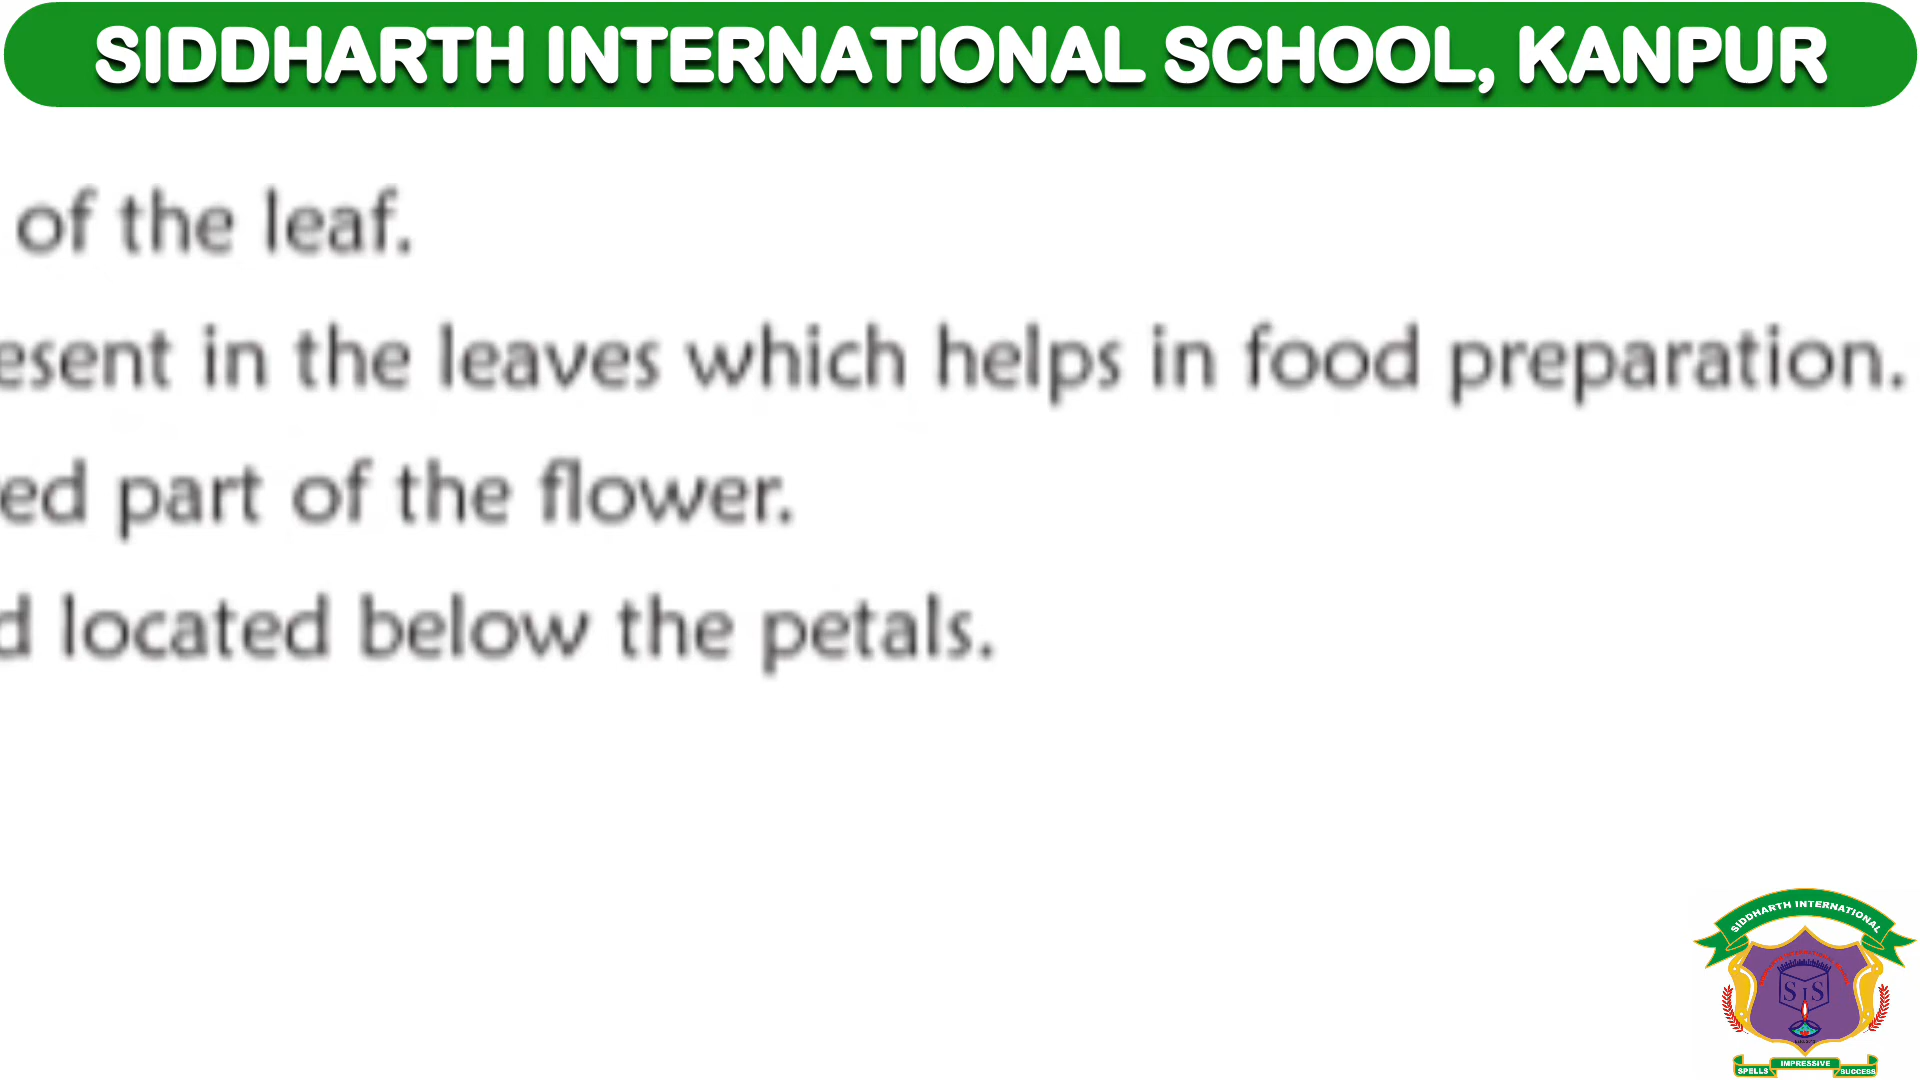 SIDDHARTH INTERNATIONAL SCHOOL, KANPUR
of the leaf.
esent in the leaves which helps in food preparation.
ed part of the flower.
d located below the petals.
SIDDHARTH INTERNATIONAL
SIS
SPELLS IMPRESSIVE SUCCESS